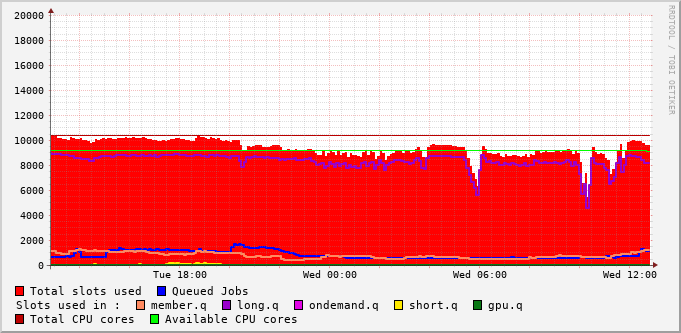 20000
18000
16000
14000
12000
10000
8000
6000
4000
2000
0
Tue 18:00 Wed 00:00 Wed 06:00 Wed 12:00
Total slots used Queued Jobs
Slots used in : member.q long.q ondemand.q short.q gpu.q
Total CPU cores Available CPU cores
RRDTOOL / TOBI OETIKER